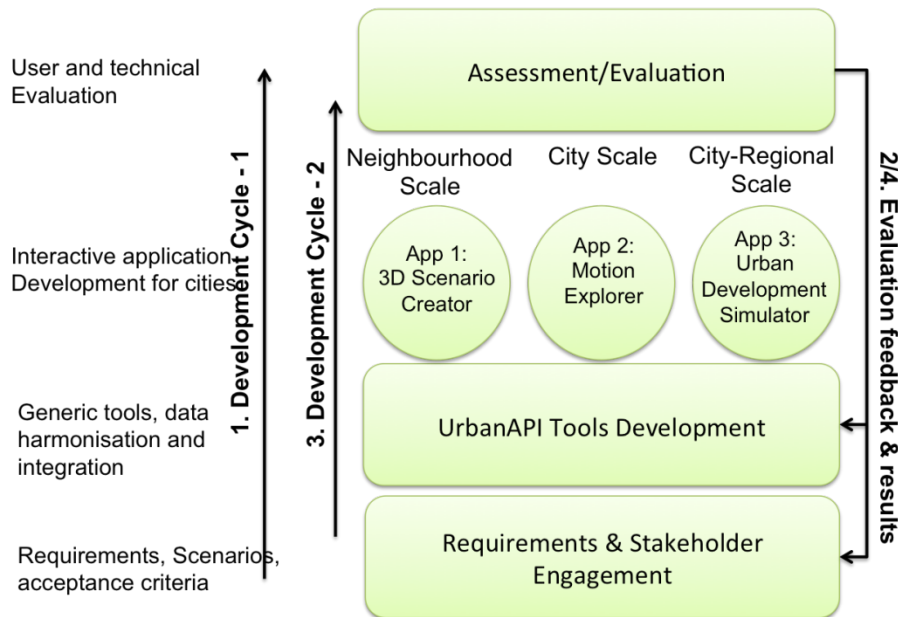 User and technical
Evaluation
Assessment/Evaluation
Neighbourhood
Scale
City Scale
City-Regional
Scale
Interactive application
Development for cities
App 1:
3D Scenario
Creator
App 2:
Motion
Explorer
App 3:
Urban
Development
Simulator
Generic tools, data
harmonisation and
integration
UrbanAPI Tools Development
Requirements, Scenarios,
acceptance criteria
Requirements & Stakeholder
Engagement
1. Development Cycle - 1
3. Development Cycle - 2
2/4. Evaluation feedback & results